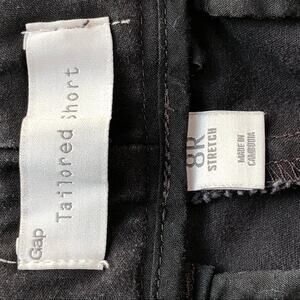 Gap
Tailored Short
8R
STRETCH
MADE IN
CAMBODIA